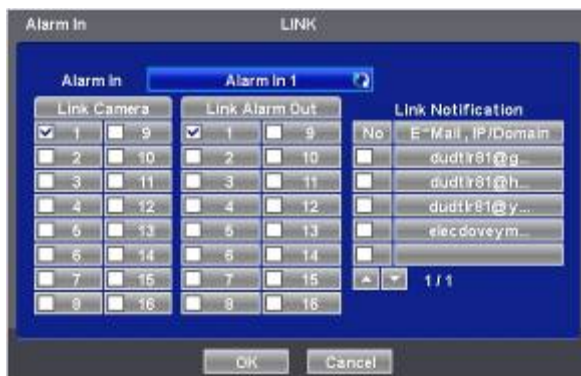 Alarm In LINK
Alarm In Alarm In 1
Link Camera Link Alarm Out Link Notification
1 9 1 9 No E-Mail , IP/Domain
2 10 2 10 dudtlr81@g...
3 11 3 11 dudtlr81@h...
4 12 4 12 dudtlr81@y...
5 13 5 13 elecdoveym...
6 14 6 14
7 15 7 15 1 / 1
8 16 8 16
OK Cancel